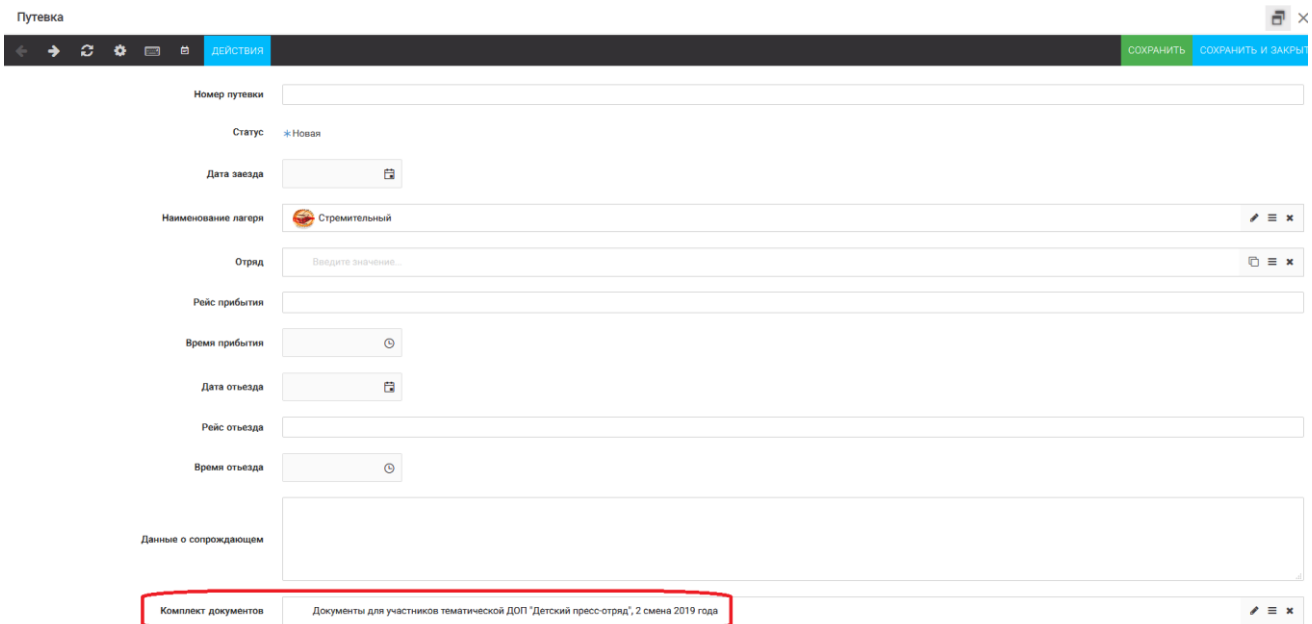 Путевка
ДЕЙСТВИЯ СОХРАНИТЬ СОХРАНИТЬ И ЗАКРЫТ
Номер путевки
Статус Новая
Дата заезда
Наименование лагеря Стремительный
Отряд Введите значение...
Рейс прибытия
Время прибытия
Дата отъезда
Рейс отъезда
Время отъезда
Данные о сопрождающем
Комплект документов Документы для участников тематической ДОП "Детский пресс-отряд", 2 смена 2019 года